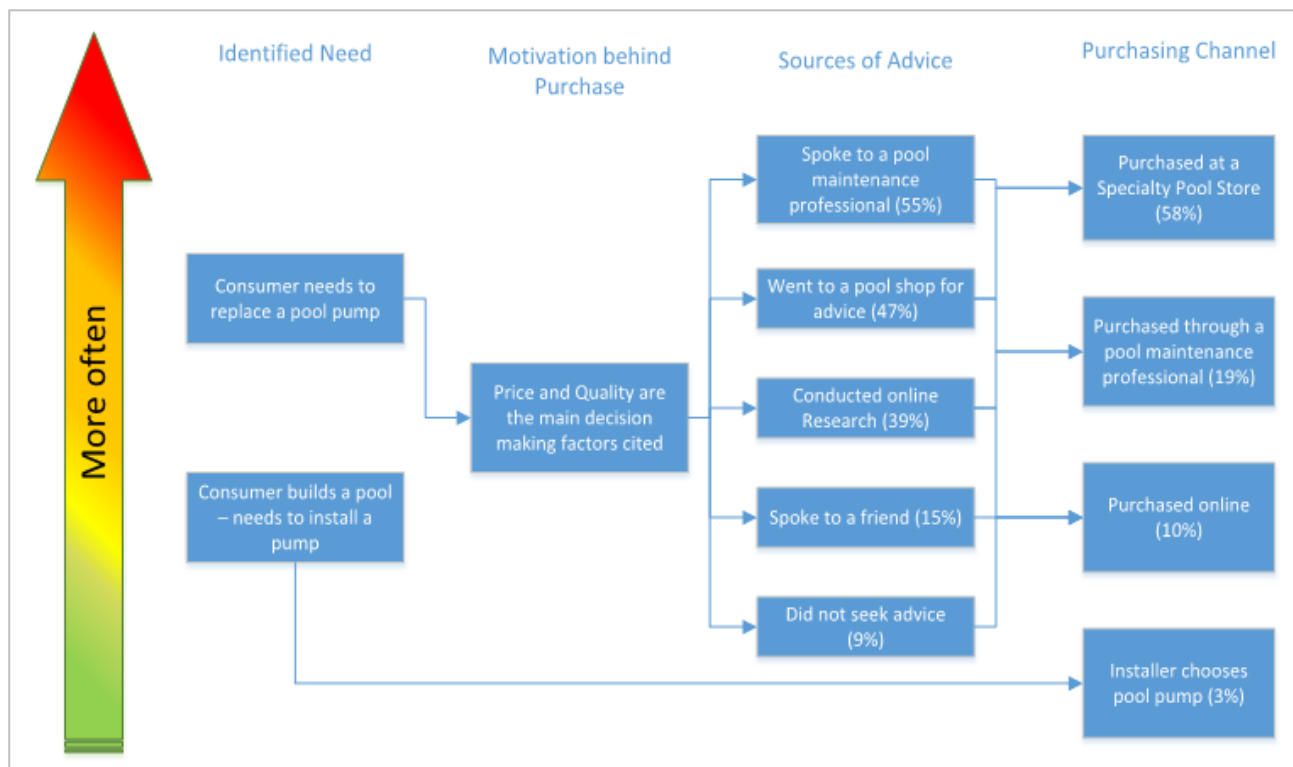 Identified Need
Motivation behind
Purchase
Sources of Advice
Purchasing Channel
More often
Consumer needs to
replace a pool pump
Consumer builds a pool
– needs to install a
pump
Price and Quality are
the main decision
making factors cited
Spoke to a pool
maintenance
professional (55%)
Went to a pool shop for
advice (47%)
Conducted online
Research (39%)
Spoke to a friend (15%)
Did not seek advice
(9%)
Purchased at a
Specialty Pool Store
(58%)
Purchased through a
pool maintenance
professional (19%)
Purchased online
(10%)
Installer chooses
pool pump (3%)